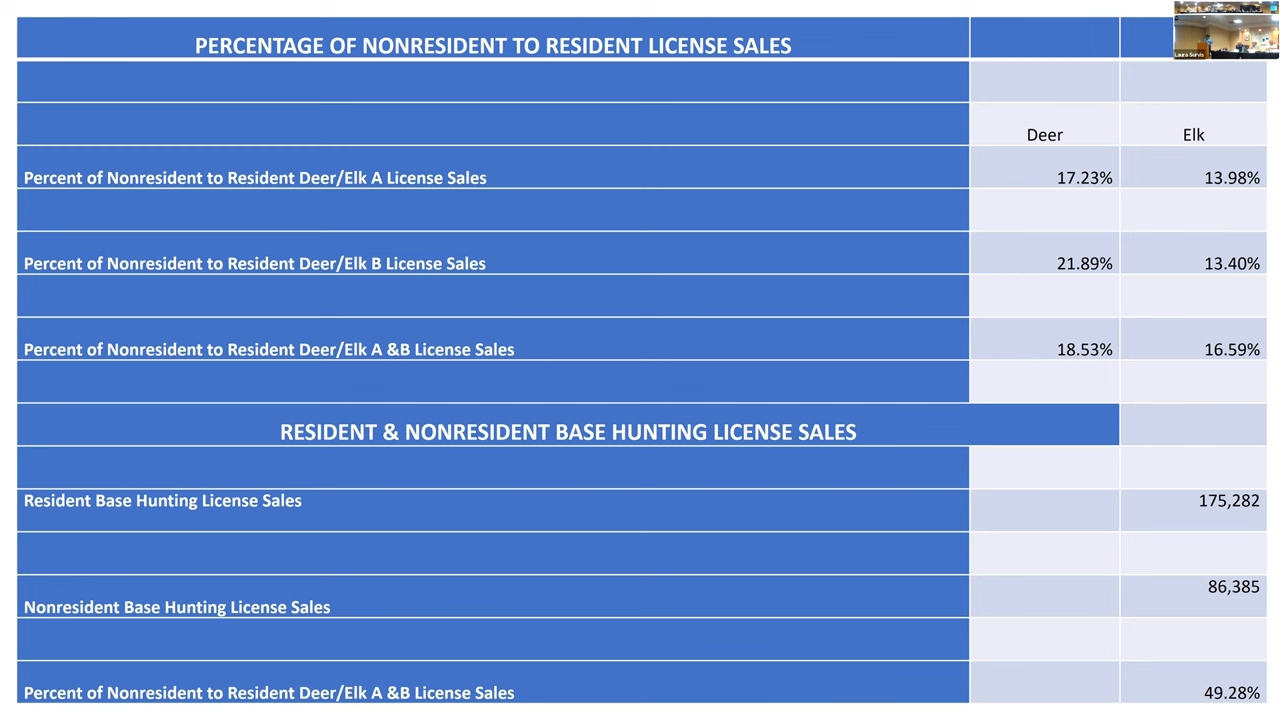 PERCENTAGE OF NONRESIDENT TO RESIDENT LICENSE SALES
Laura Survis
Deer Elk
Percent of Nonresident to Resident Deer/Elk A License Sales 17.23% 13.98%
Percent of Nonresident to Resident Deer/Elk B License Sales 21.89% 13.40%
Percent of Nonresident to Resident Deer/Elk A &B License Sales 18.53% 16.59%
RESIDENT & NONRESIDENT BASE HUNTING LICENSE SALES
Resident Base Hunting License Sales 175,282
Nonresident Base Hunting License Sales 86,385
Percent of Nonresident to Resident Deer/Elk A &B License Sales 49.28%